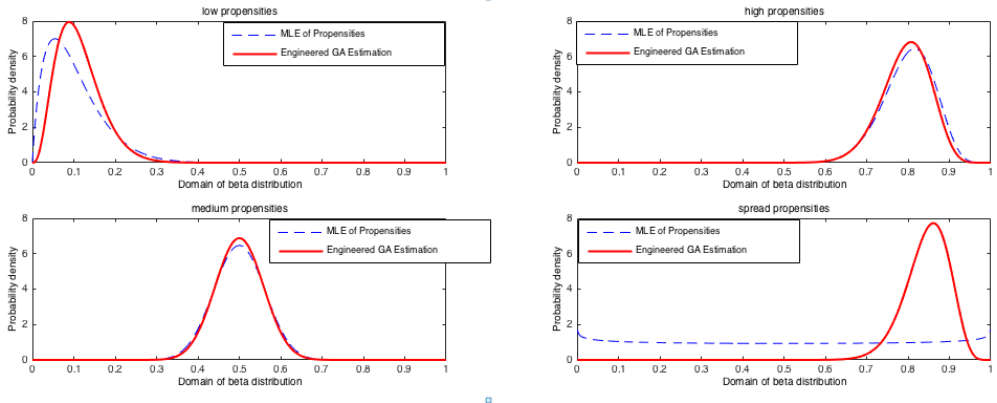 low propensities
MLE of Propensities
Engineered GA Estimation
Probability density
8
6
4
2
0
0 0.1 0.2 0.3 0.4 0.5 0.6 0.7 0.8 0.9 1
Domain of beta distribution
high propensities
MLE of Propensities
Engineered GA Estimation
Probability density
8
6
4
2
0
0 0.1 0.2 0.3 0.4 0.5 0.6 0.7 0.8 0.9 1
Domain of beta distribution
medium propensities
MLE of Propensities
Engineered GA Estimation
Probability density
8
6
4
2
0
0 0.1 0.2 0.3 0.4 0.5 0.6 0.7 0.8 0.9 1
Domain of beta distribution
spread propensities
MLE of Propensities
Engineered GA Estimation
Probability density
8
6
4
2
0
0 0.1 0.2 0.3 0.4 0.5 0.6 0.7 0.8 0.9 1
Domain of beta distribution